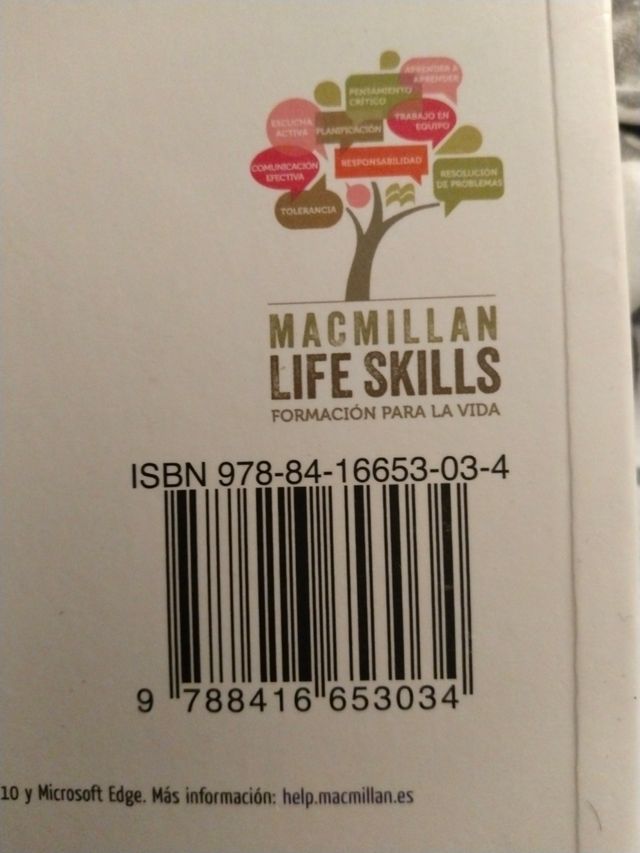 APRENDER A
APRENDER
PENSAMIENTO
CRÍTICO
ESCUCHA
ACTIVA
PLANIFICACIÓN
TRABAJO EN
EQUIPO
COMUNICACIÓN
EFECTIVA
RESPONSABILIDAD
RESOLUCIÓN
DE PROBLEMAS
TOLERANCIA
MACMILLAN
LIFE SKILLS
FORMACIÓN PARA LA VIDA
ISBN 978-84-16653-03-4
9 788416 653034
10 y Microsoft Edge. Más información: help.macmillan.es